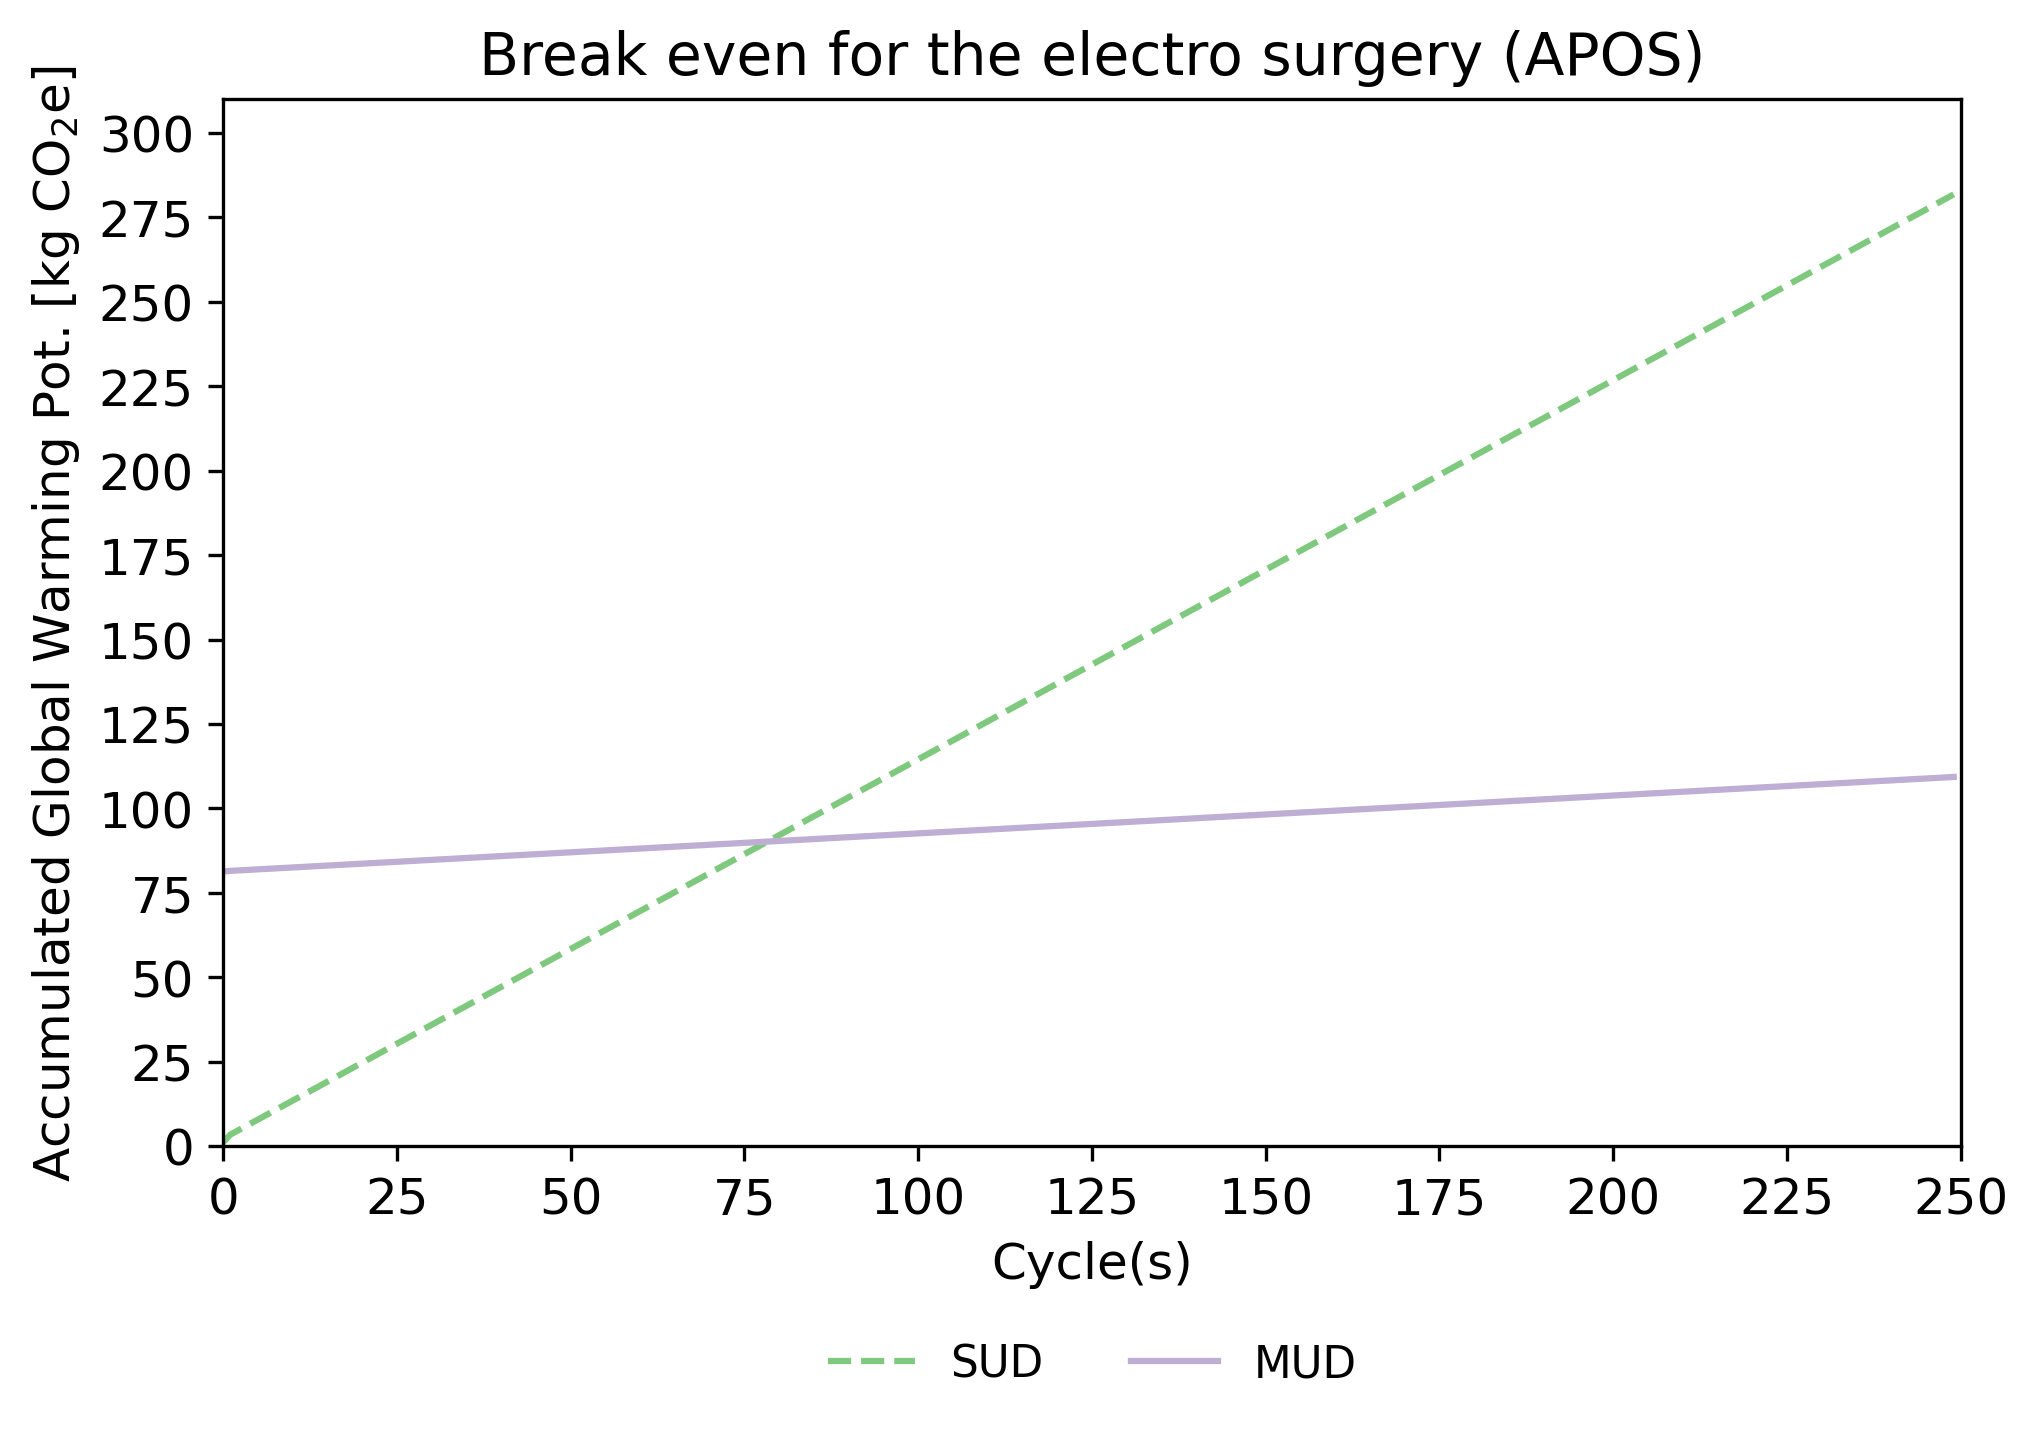 Break even for the electro surgery (APOS)
Accumulated Global Warming Pot. [kg CO₂e]
300
275
250
225
200
175
150
125
100
75
50
25
0
0 25 50 75 100 125 150 175 200 225 250
Cycle(s)
SUD MUD